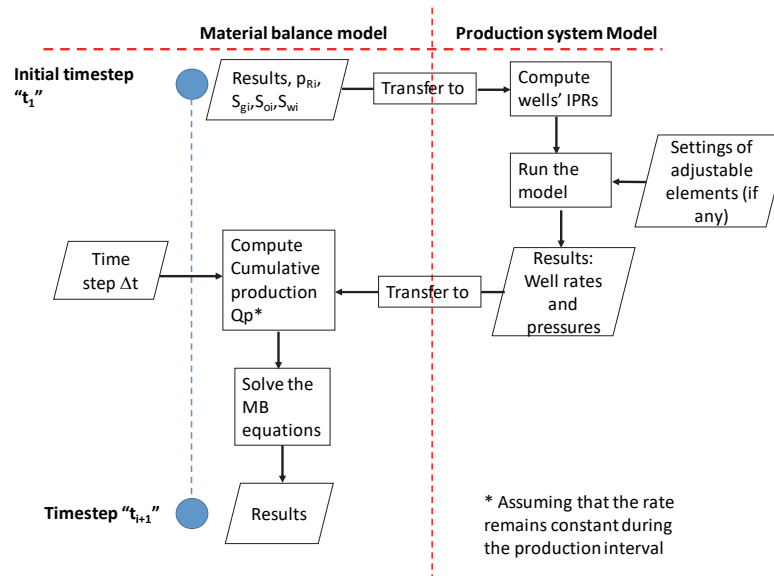 Material balance model
Production system Model
Initial timestep
"t1"
Results, pRi,
Sgi,Soi,Swi
Transfer to
Compute
wells' IPRs
Run the
model
Settings of
adjustable
elements (if
any)
Time
step Δt
Compute
Cumulative
production
Qp*
Transfer to
Results:
Well rates
and
pressures
Solve the
MB
equations
Timestep "ti+1"
Results
* Assuming that the rate
remains constant during
the production interval